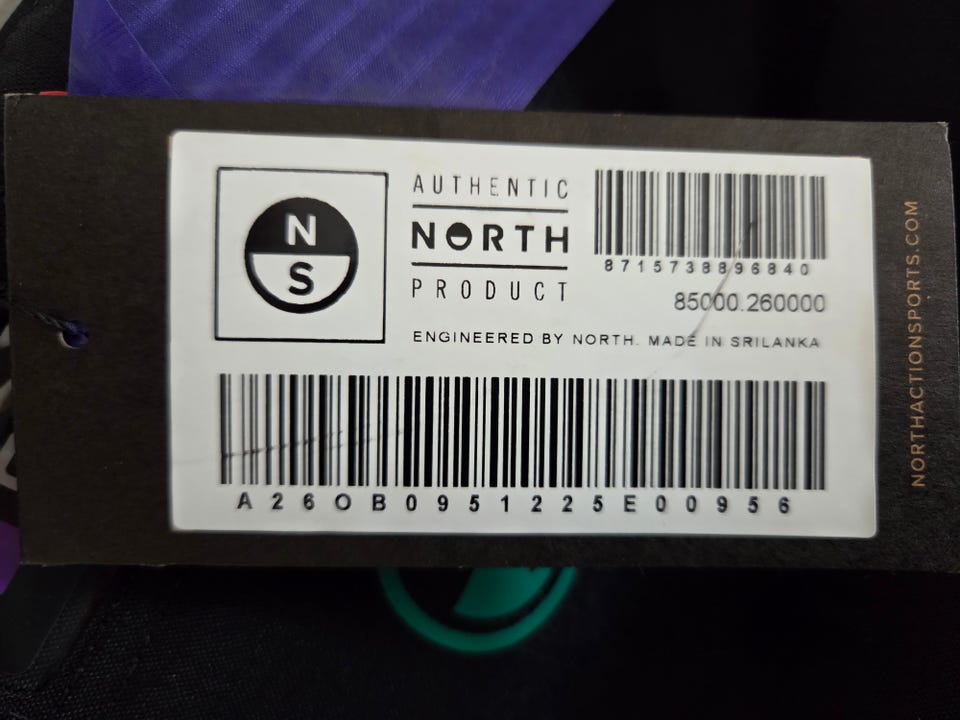 N
S
AUTHENTIC
NORTH
PRODUCT
8715738896840
85000.260000
ENGINEERED BY NORTH. MADE IN SRILANKA
A26OB0951225E00956
NORTHACTIONSPORTS.COM